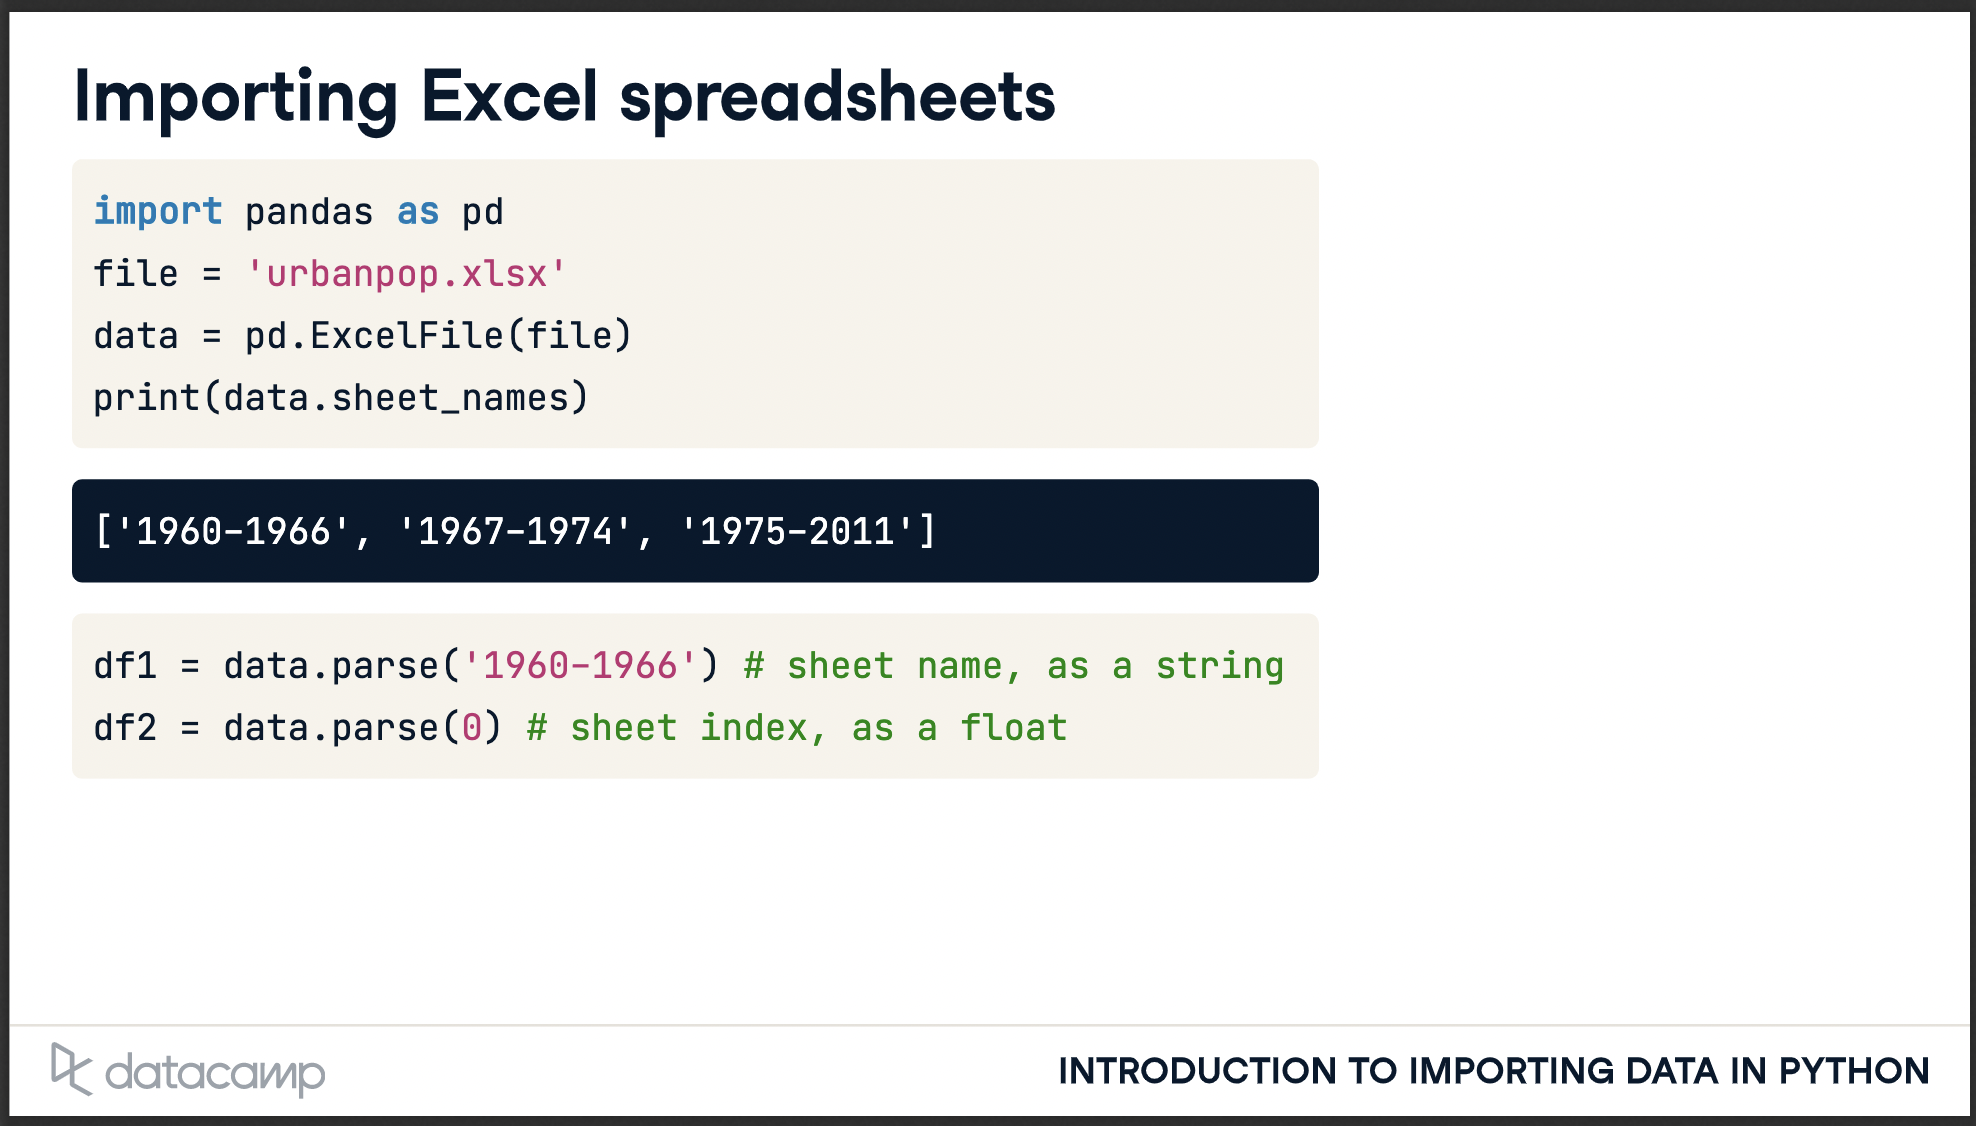 Importing Excel spreadsheets
import pandas as pd
file = 'urbanpop.xlsx'
data = pd.ExcelFile(file)
print(data.sheet_names)
['1960-1966', '1967-1974', '1975-2011']
df1 = data.parse('1960-1966') # sheet name, as a string
df2 = data.parse(0) # sheet index, as a float
datacamp
INTRODUCTION TO IMPORTING DATA IN PYTHON